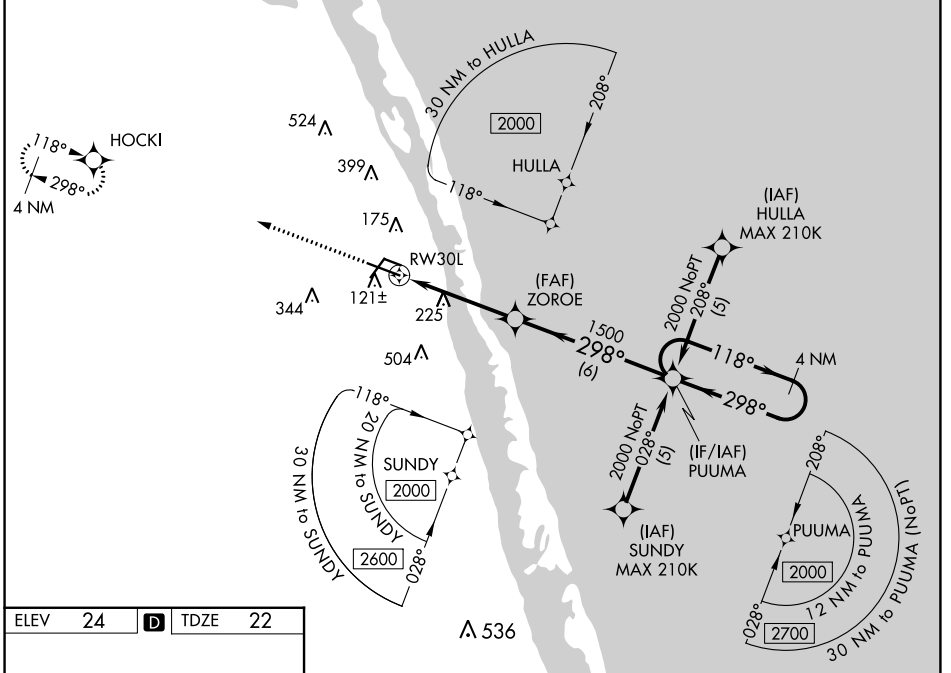 30 NM to HULLA
208°
2000
HULLA
118°
524
399
175
118°
HOCKI
298°
4 NM
RW30L
344
121±
225
504
(FAF)
ZOROE
1500
298°
(6)
(IAF)
HULLA
MAX 210K
2000 NoPT
208°
(5)
118°
4 NM
298°
(IF/IAF)
PUUMA
2000 NoPT
028°
(5)
(IAF)
SUNDY
MAX 210K
118°
20 NM to SUNDY
30 NM to SUNDY
SUNDY
2000
2600
028°
208°
PUUMA
2000
12 NM to PUUMA
30 NM to PUUMA (NoPT)
2700
028°
536
ELEV 24 D TDZE 22